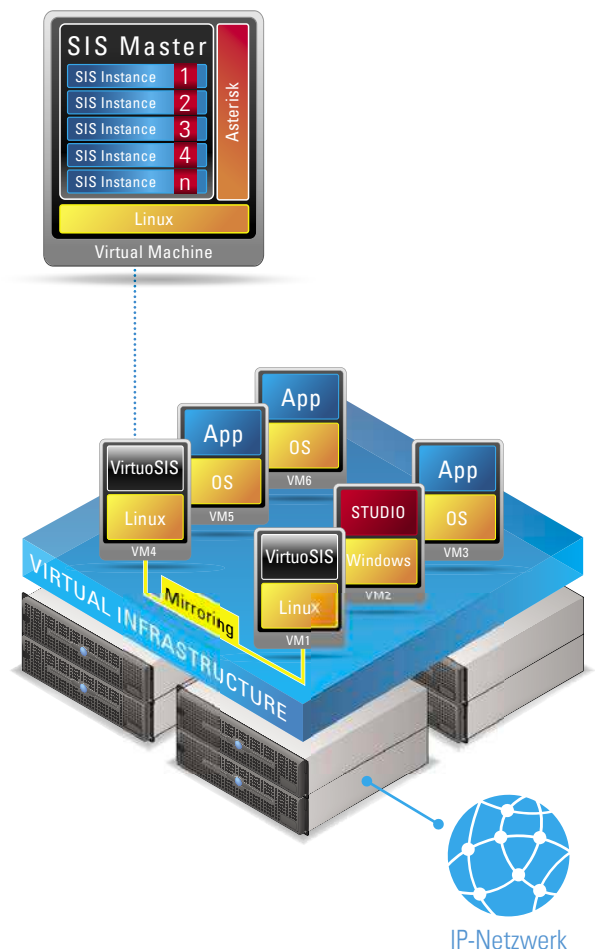 SIS Master
SIS Instance 1
SIS Instance 2
SIS Instance 3
SIS Instance 4
SIS Instance n
Asterisk
Linux
Virtual Machine
App
OS
VM6
App
OS
VM5
VirtuoSIS
Linux
VM4
App
OS
VM3
STUDIO
Windows
VM2
VirtuoSIS
Linux
VM1
Mirroring
VIRTUAL INFRASTRUCTURE
IP-Netzwerk